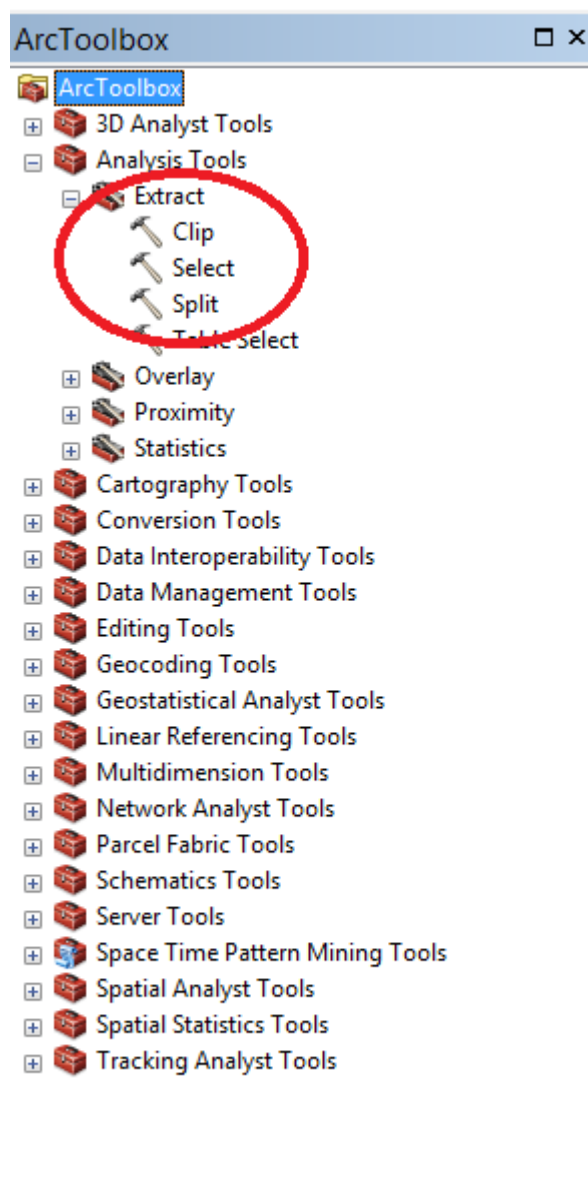 ArcToolbox
ArcToolbox
3D Analyst Tools
Analysis Tools
Extract
Clip
Select
Split
Table Select
Overlay
Proximity
Statistics
Cartography Tools
Conversion Tools
Data Interoperability Tools
Data Management Tools
Editing Tools
Geocoding Tools
Geostatistical Analyst Tools
Linear Referencing Tools
Multidimension Tools
Network Analyst Tools
Parcel Fabric Tools
Schematics Tools
Server Tools
Space Time Pattern Mining Tools
Spatial Analyst Tools
Spatial Statistics Tools
Tracking Analyst Tools